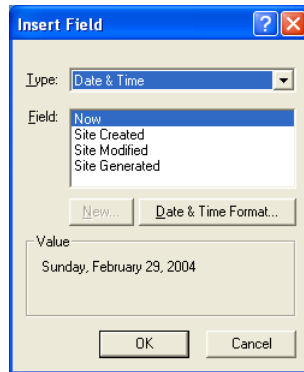 Insert Field
Type: Date & Time
Field: Now
Site Created
Site Modified
Site Generated
New... Date & Time Format...
Value
Sunday, February 29, 2004
OK Cancel